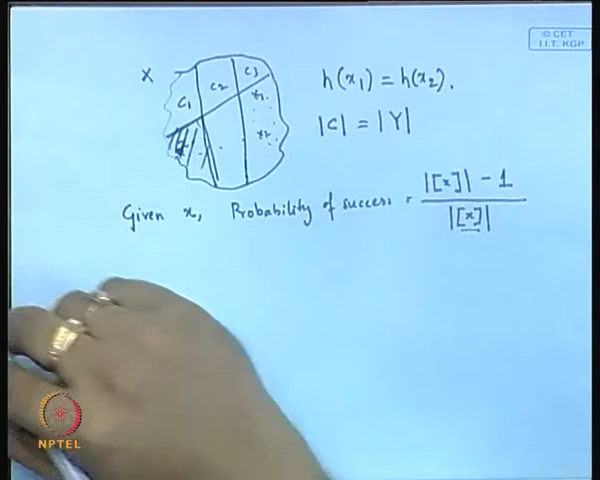 © CET
I.I.T. KGP
X
C1 C2 C3
x1
x2
h(x1) = h(x2).
|C| = |Y|
Given x, Probability of success = |[x]| - 1
|[x]|
NPTEL